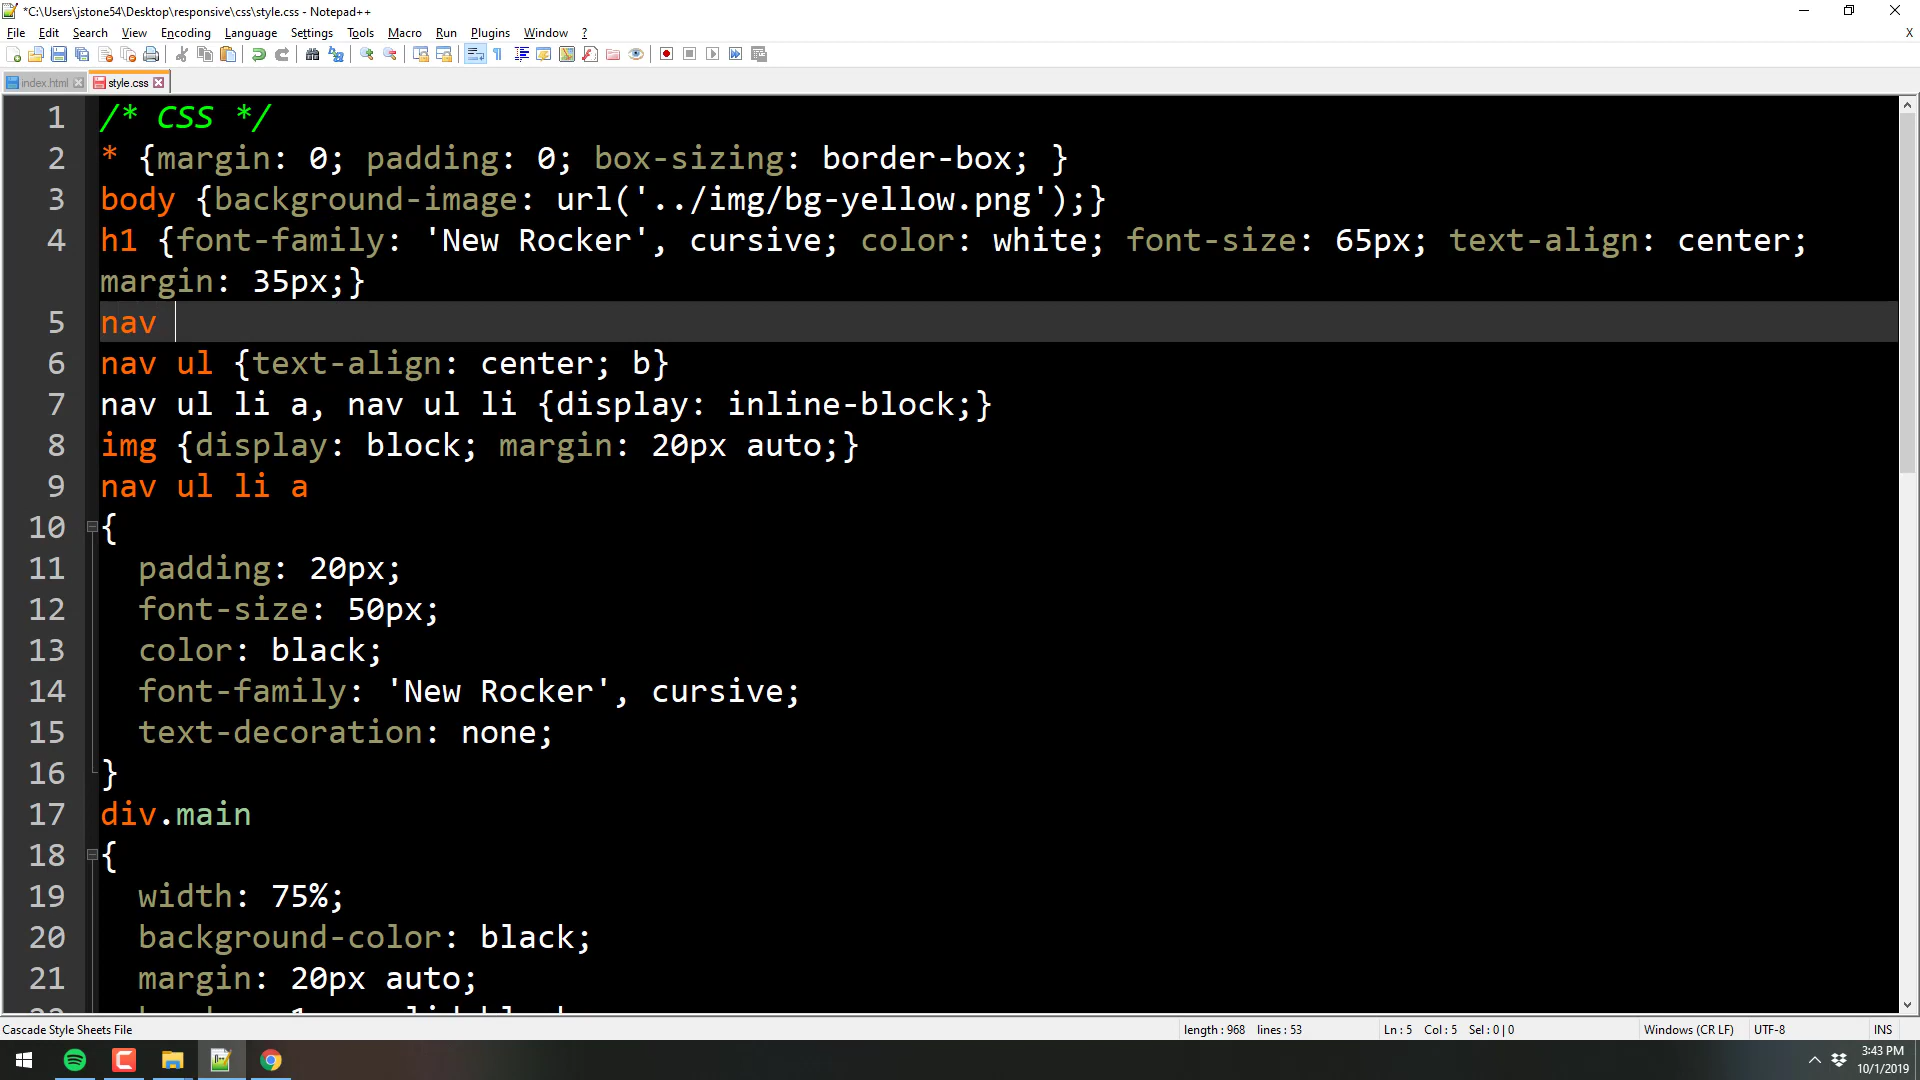 *C:\Users\jstone54\Desktop\responsive\css\style.css - Notepad++
File Edit Search View Encoding Language Settings Tools Macro Run Plugins Window ? X
index.html style.css
1 /* CSS */
2 * {margin: 0; padding: 0; box-sizing: border-box; }
3 body {background-image: url('../img/bg-yellow.png');}
4 h1 {font-family: 'New Rocker', cursive; color: white; font-size: 65px; text-align: center;
margin: 35px;}
5 nav
6 nav ul {text-align: center; b}
7 nav ul li a, nav ul li {display: inline-block;}
8 img {display: block; margin: 20px auto;}
9 nav ul li a
10 {
11 padding: 20px;
12 font-size: 50px;
13 color: black;
14 font-family: 'New Rocker', cursive;
15 text-decoration: none;
16 }
17 div.main
18 {
19 width: 75%;
20 background-color: black;
21 margin: 20px auto;
Cascade Style Sheets File length : 968 lines : 53 Ln : 5 Col : 5 Sel : 0 | 0 Windows (CR LF) UTF-8 INS
3:43 PM
10/1/2019